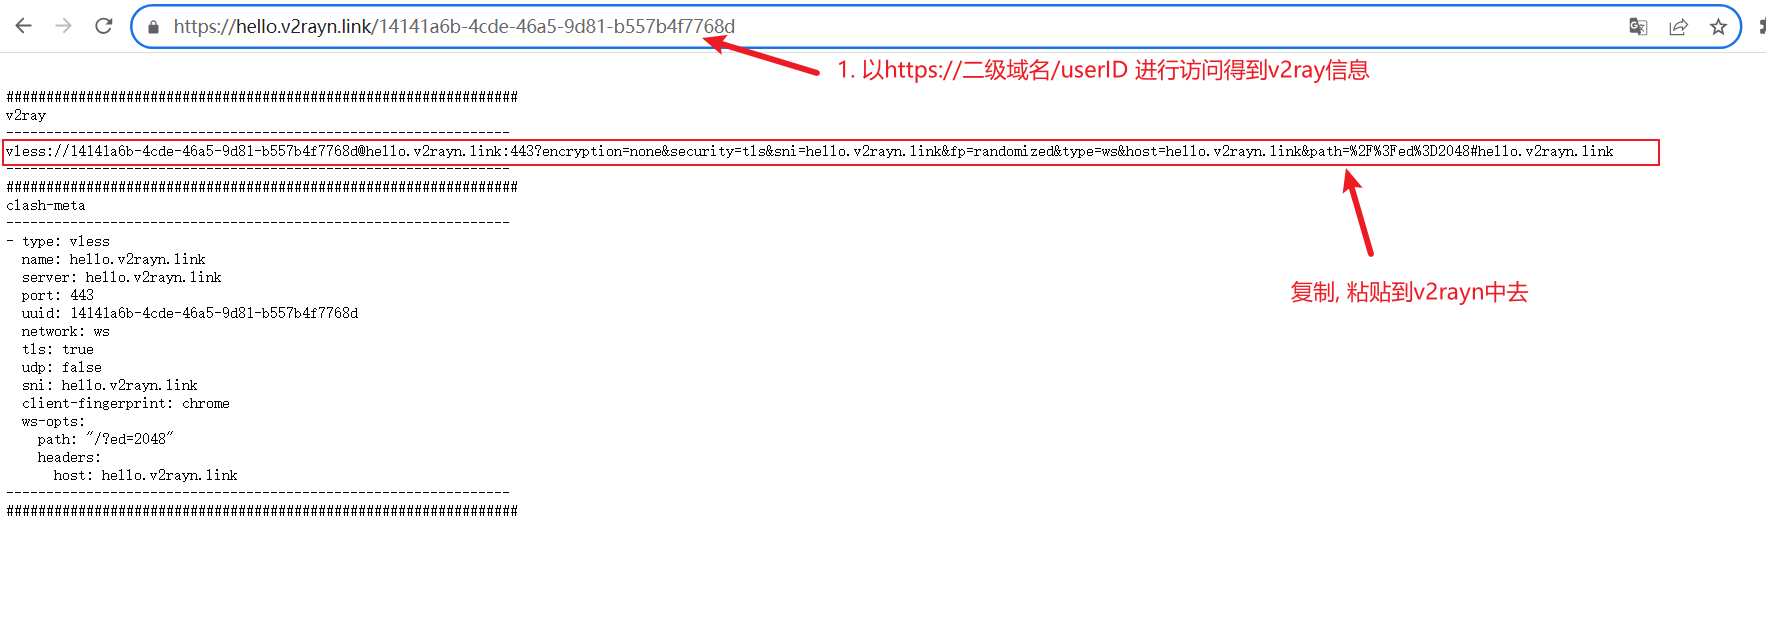 https://hello.v2rayn.link/14141a6b-4cde-46a5-9d81-b557b4f7768d
1. 以https://二级域名/userID 进行访问得到v2ray信息
################################################################
v2ray
---------------------------------------------------------------
vless://14141a6b-4cde-46a5-9d81-b557b4f7768d@hello.v2rayn.link:443?encryption=none&security=tls&sni=hello.v2rayn.link&fp=randomized&type=ws&host=hello.v2rayn.link&path=%2F%3Fed%3D2048#hello.v2rayn.link
---------------------------------------------------------------
################################################################
clash-meta
---------------------------------------------------------------
- type: vless
  name: hello.v2rayn.link
  server: hello.v2rayn.link
  port: 443
  uuid: 14141a6b-4cde-46a5-9d81-b557b4f7768d
  network: ws
  tls: true
  udp: false
  sni: hello.v2rayn.link
  client-fingerprint: chrome
  ws-opts:
    path: "/?ed=2048"
    headers:
      host: hello.v2rayn.link
---------------------------------------------------------------
################################################################
复制, 粘贴到v2rayn中去